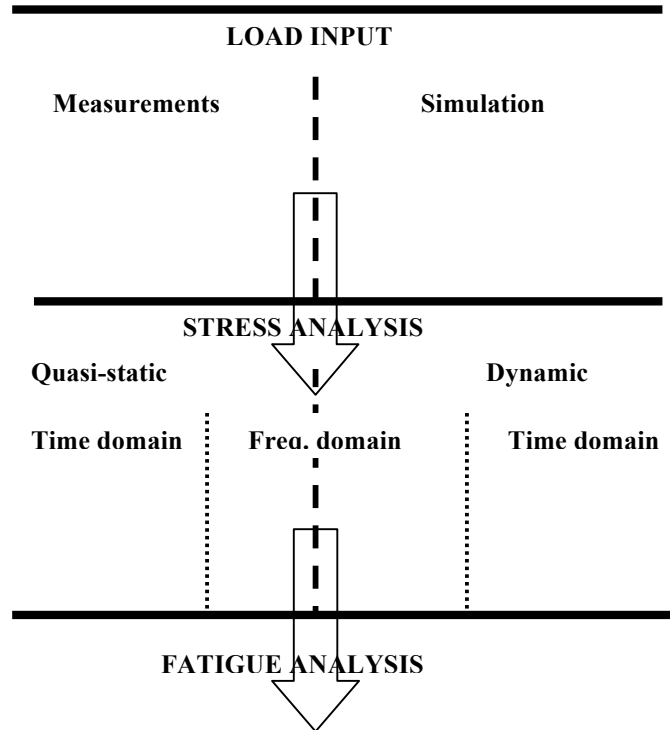 LOAD INPUT
Measurements Simulation
STRESS ANALYSIS
Quasi-static Dynamic
Time domain Freq. domain Time domain
FATIGUE ANALYSIS